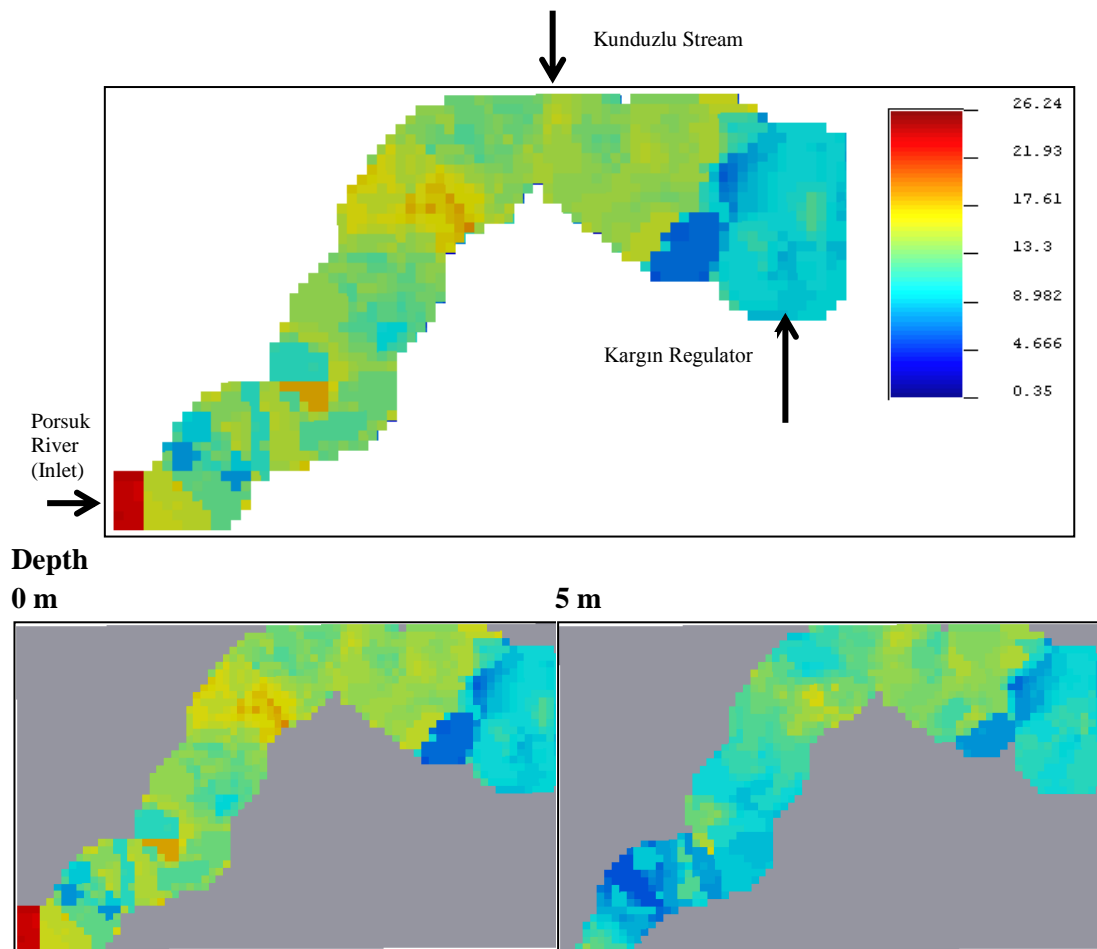 Kunduzlu Stream
26.24
21.93
17.61
13.3
8.982
4.666
0.35
Kargın Regulator
Porsuk
River
(Inlet)
Depth
0 m
5 m